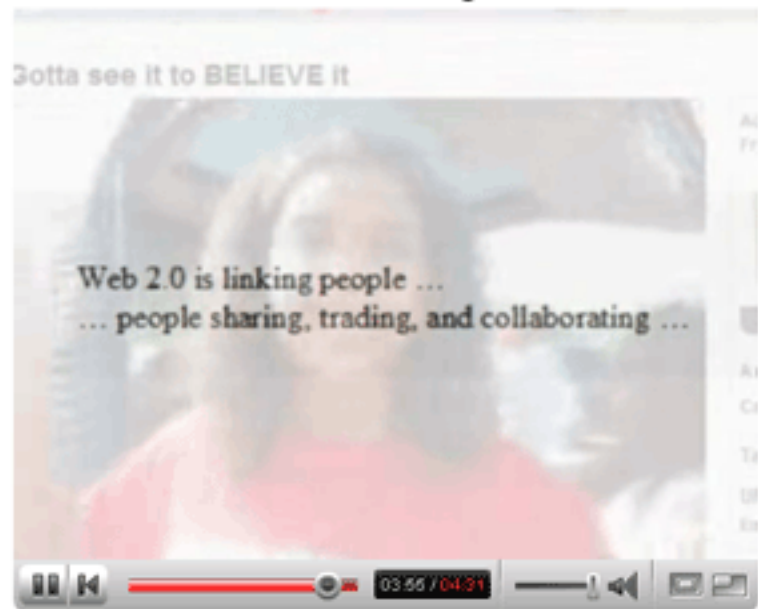 Gotta see it to BELIEVE it
Web 2.0 is linking people ...
... people sharing, trading, and collaborating ...
03:55 / 04:31